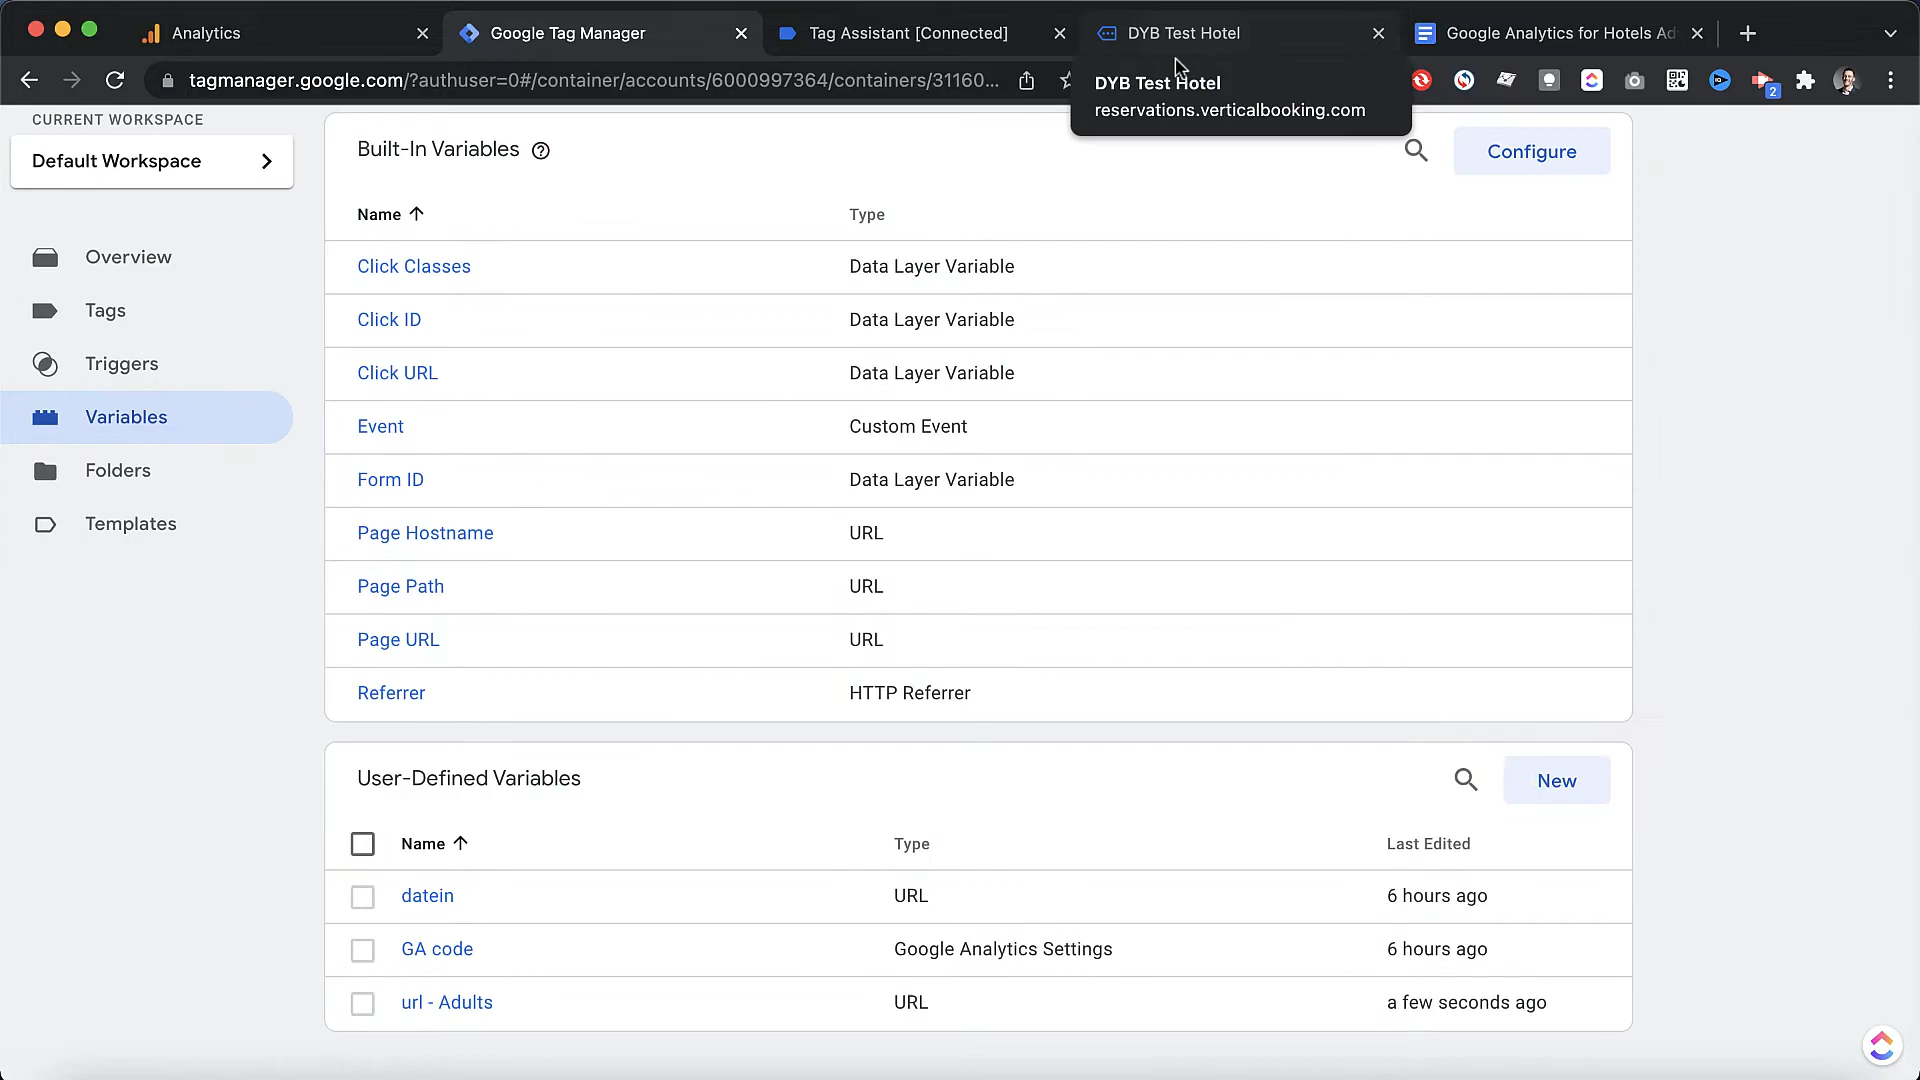 Analytics
Google Tag Manager
Tag Assistant [Connected]
DYB Test Hotel
Google Analytics for Hotels Ad
tagmanager.google.com/?authuser=0#/container/accounts/6000997364/containers/31160...
2
DYB Test Hotel
reservations.verticalbooking.com
CURRENT WORKSPACE
Default Workspace
Overview
Tags
Triggers
Variables
Folders
Templates
Built-In Variables
Configure
Name Type
Click Classes Data Layer Variable
Click ID Data Layer Variable
Click URL Data Layer Variable
Event Custom Event
Form ID Data Layer Variable
Page Hostname URL
Page Path URL
Page URL URL
Referrer HTTP Referrer
User-Defined Variables
New
Name Type Last Edited
datein URL 6 hours ago
GA code Google Analytics Settings 6 hours ago
url - Adults URL a few seconds ago